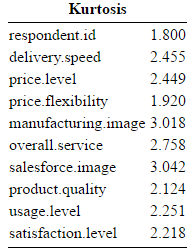 Kurtosis
respondent.id 1.800
delivery.speed 2.455
price.level 2.449
price.flexibility 1.920
manufacturing.image 3.018
overall.service 2.758
salesforce.image 3.042
product.quality 2.124
usage.level 2.251
satisfaction.level 2.218